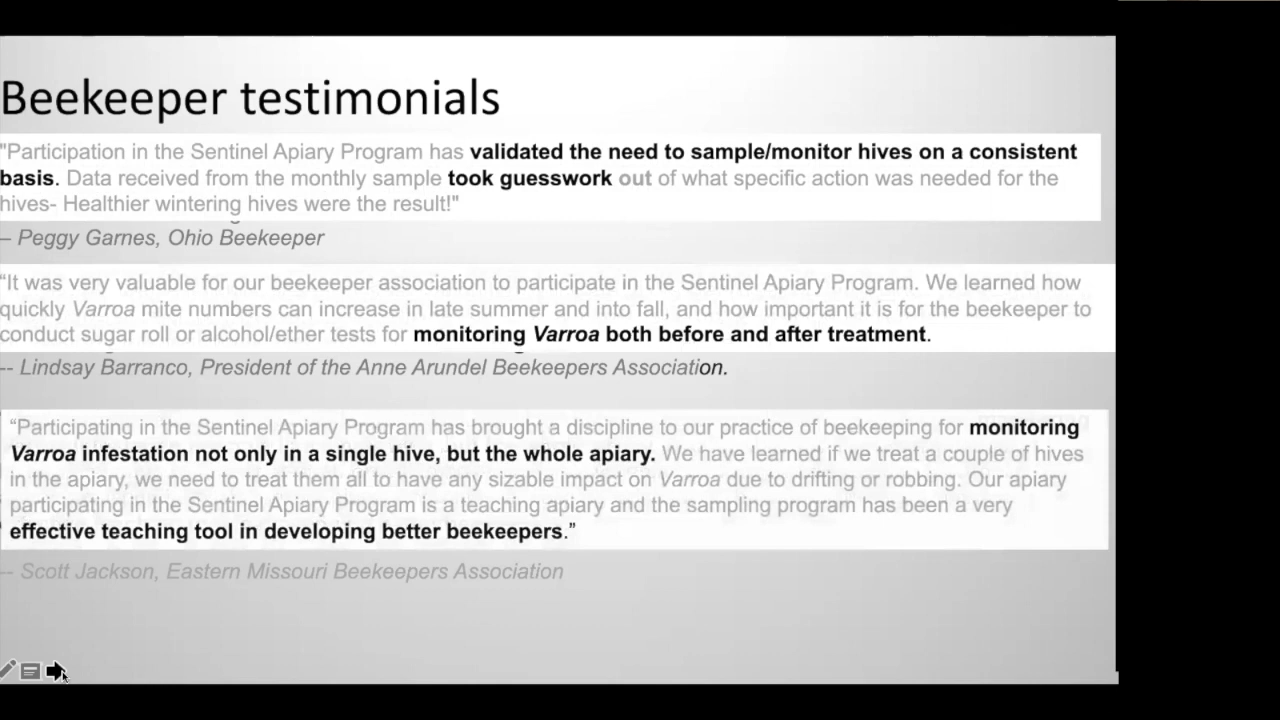 Beekeeper testimonials
"Participation in the Sentinel Apiary Program has validated the need to sample/monitor hives on a consistent
basis. Data received from the monthly sample took guesswork out of what specific action was needed for the
hives- Healthier wintering hives were the result!"
– Peggy Garnes, Ohio Beekeeper
“It was very valuable for our beekeeper association to participate in the Sentinel Apiary Program. We learned how
quickly Varroa mite numbers can increase in late summer and into fall, and how important it is for the beekeeper to
conduct sugar roll or alcohol/ether tests for monitoring Varroa both before and after treatment.
-- Lindsay Barranco, President of the Anne Arundel Beekeepers Association.
“Participating in the Sentinel Apiary Program has brought a discipline to our practice of beekeeping for monitoring
Varroa infestation not only in a single hive, but the whole apiary. We have learned if we treat a couple of hives
in the apiary, we need to treat them all to have any sizable impact on Varroa due to drifting or robbing. Our apiary
participating in the Sentinel Apiary Program is a teaching apiary and the sampling program has been a very
effective teaching tool in developing better beekeepers.”
-- Scott Jackson, Eastern Missouri Beekeepers Association